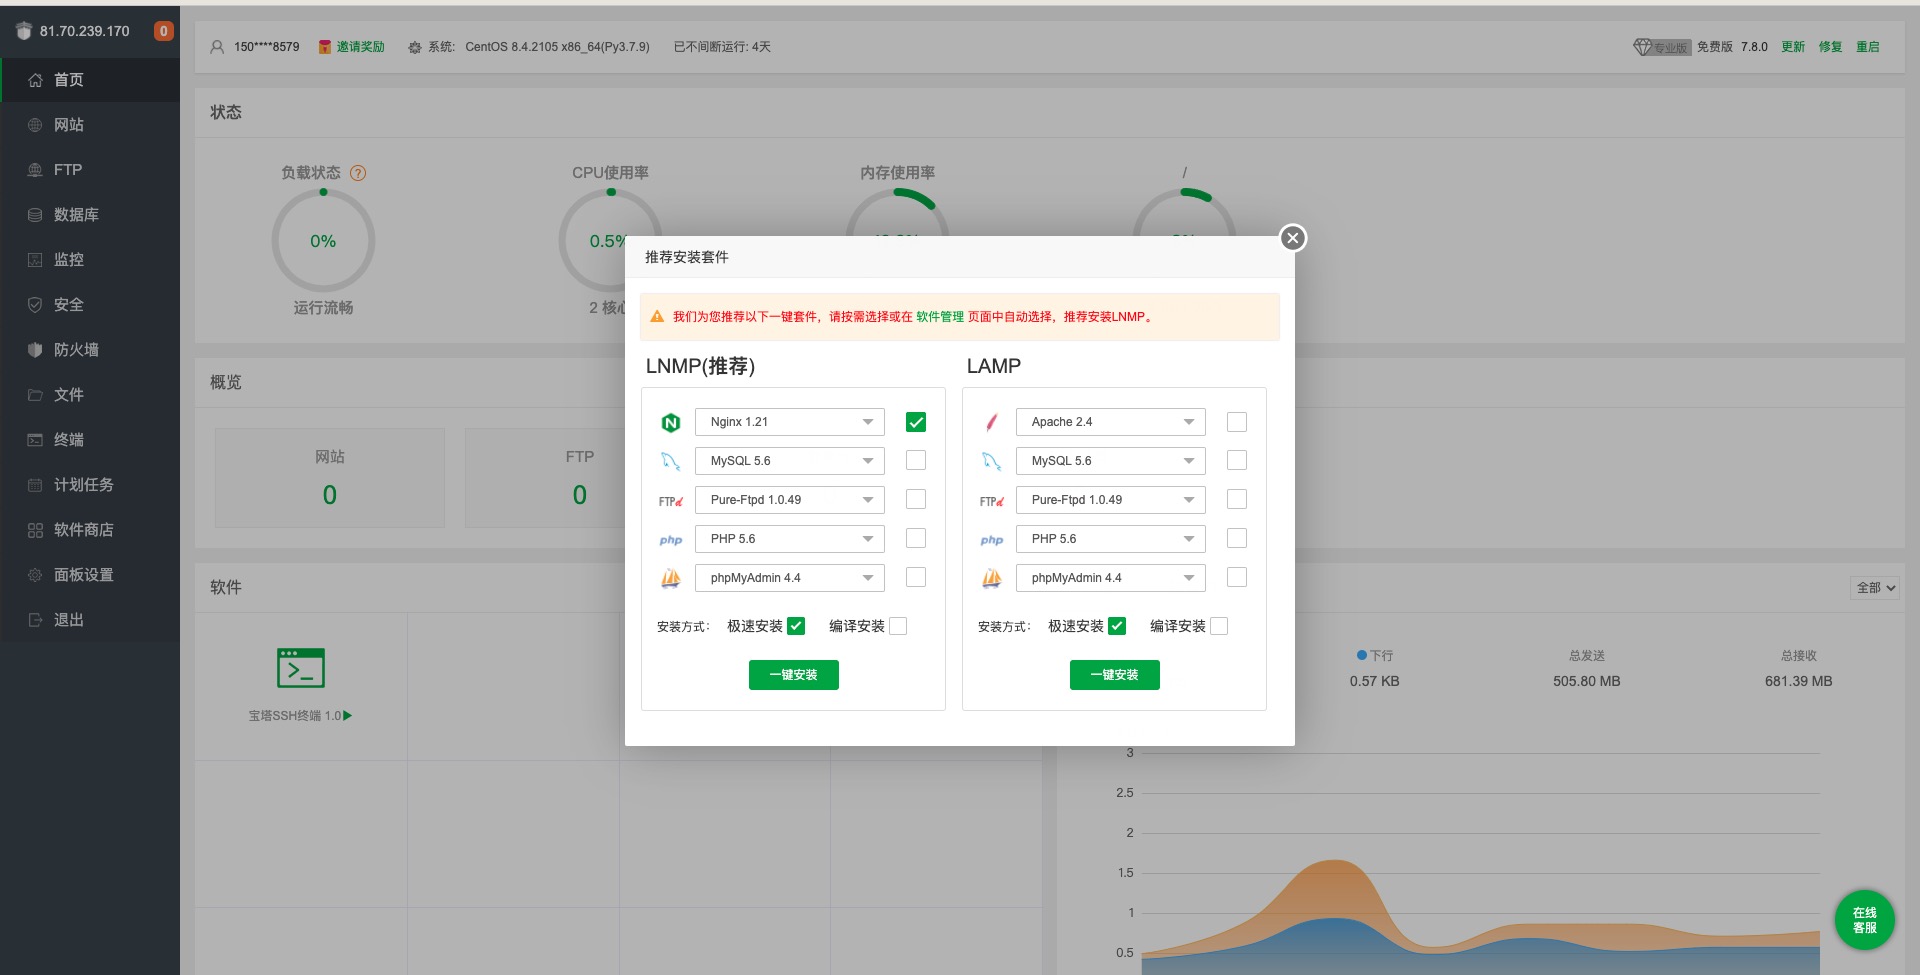 81.70.239.170
0
首页
网站
FTP
数据库
监控
安全
防火墙
文件
终端
计划任务
软件商店
面板设置
退出
150****8579 邀请奖励 系统: CentOS 8.4.2105 x86_64(Py3.7.9) 已不间断运行: 4天
专业版 免费版 7.8.0 更新 修复 重启
状态
负载状态 ?
CPU使用率
内存使用率
/
0%
0.5%
运行流畅
2 核心
概览
网站
0
FTP
0
软件
宝塔SSH终端 1.0
推荐安装套件
我们为您推荐以下一键套件，请按需选择或在 软件管理 页面中自动选择，推荐安装LNMP。
LNMP(推荐)
Nginx 1.21
MySQL 5.6
FTPd
Pure-Ftpd 1.0.49
php
PHP 5.6
phpMyAdmin 4.4
安装方式: 极速安装 编译安装
一键安装
LAMP
Apache 2.4
MySQL 5.6
FTPd
Pure-Ftpd 1.0.49
php
PHP 5.6
phpMyAdmin 4.4
安装方式: 极速安装 编译安装
一键安装
全部
下行
0.57 KB
总发送
505.80 MB
总接收
681.39 MB
3
2.5
2
1.5
1
0.5
在线
客服